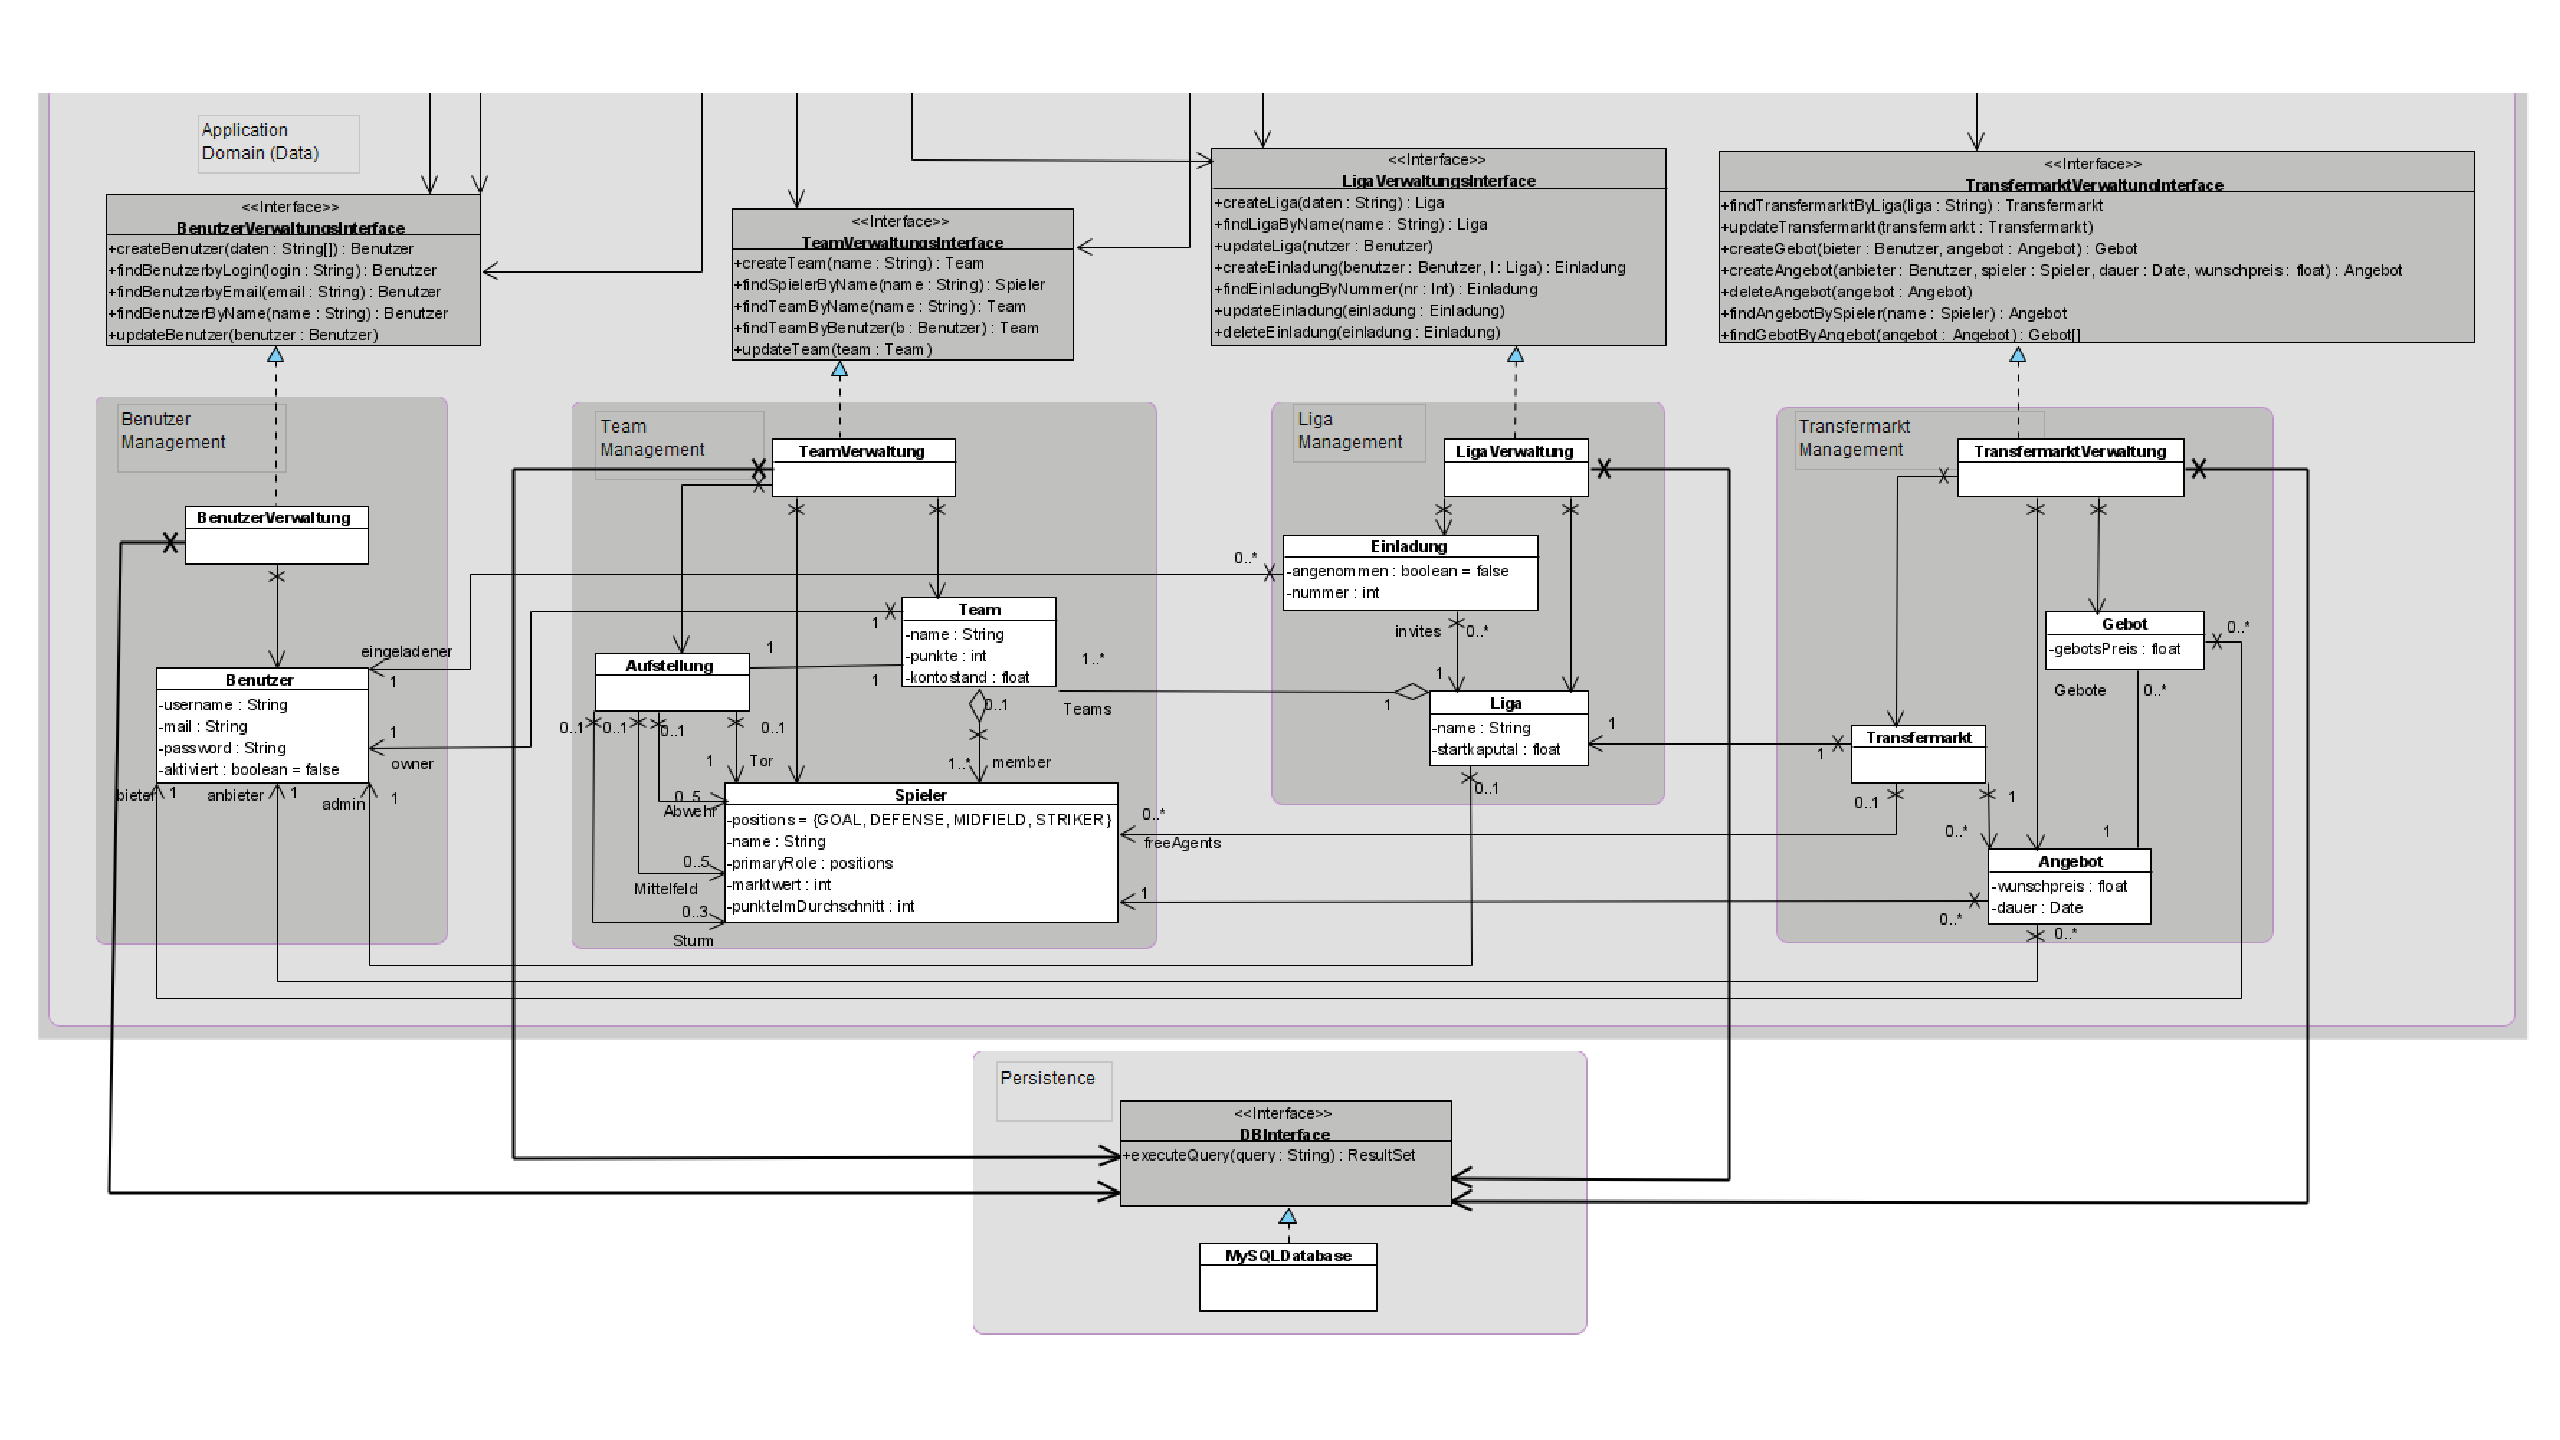 Application
Domain (Data)
<<Interface>>
BenutzerVerwaltungsInterface
+createBenutzer(daten : String[]) : Benutzer
+findBenutzerbyLogin(login : String) : Benutzer
+findBenutzerbyEmail(email : String) : Benutzer
+findBenutzerByName(name : String) : Benutzer
+updateBenutzer(benutzer : Benutzer)
<<Interface>>
TeamVerwaltungsInterface
+createTeam(name : String) : Team
+findSpielerByName(name : String) : Spieler
+findTeamByName(name : String) : Team
+findTeamByBenutzer(b : Benutzer) : Team
+updateTeam(team : Team)
<<Interface>>
LigaVerwaltungsInterface
+createLiga(daten : String) : Liga
+findLigaByName(name : String) : Liga
+updateLiga(nutzer : Benutzer)
+createEinladung(benutzer : Benutzer, l : Liga) : Einladung
+findEinladungByNummer(nr : Int) : Einladung
+updateEinladung(einladung : Einladung)
+deleteEinladung(einladung : Einladung)
<<Interface>>
TransfermarktVerwaltungInterface
+findTransfermarktByLiga(liga : String) : Transfermarkt
+updateTransfermarkt(transfermarkt : Transfermarkt)
+createGebot(bieter : Benutzer, angebot : Angebot) : Gebot
+createAngebot(anbieter : Benutzer, spieler : Spieler, dauer : Date, wunschpreis : float) : Angebot
+deleteAngebot(angebot : Angebot)
+findAngebotBySpieler(name : Spieler) : Angebot
+findGebotByAngebot(angebot : Angebot) : Gebot[]
Benutzer
Management
BenutzerVerwaltung
eingeladener
1
Benutzer
-username : String
-mail : String
-password : String
-aktiviert : boolean = false
1
owner
bieter
1
anbieter
1
admin
1
Team
Management
TeamVerwaltung
Team
-name : String
-punkte : int
-kontostand : float
1
1
1
Aufstellung
0..1
0..1
0..1
0..1
0..1
1..*
Teams
1
1
Tor
1..*
member
0..5
Abwehr
0..5
Mittelfeld
0..3
Sturm
Spieler
-positions = {GOAL, DEFENSE, MIDFIELD, STRIKER}
-name : String
-primaryRole : positions
-marktwert : int
-punkteImDurchschnitt : int
0..*
freeAgents
1
Liga
Management
LigaVerwaltung
0..*
Einladung
-angenommen : boolean = false
-nummer : int
invites
0..*
1
Liga
-name : String
-startkaputal : float
1
0..1
Transfermarkt
Management
TransfermarktVerwaltung
Gebot
-gebotsPreis : float
0..*
Gebote
0..*
Transfermarkt
1
0..1
1
0..*
1
Angebot
-wunschpreis : float
-dauer : Date
0..*
0..*
Persistence
<<Interface>>
DBInterface
+executeQuery(query : String) : ResultSet
MySQLDatabase